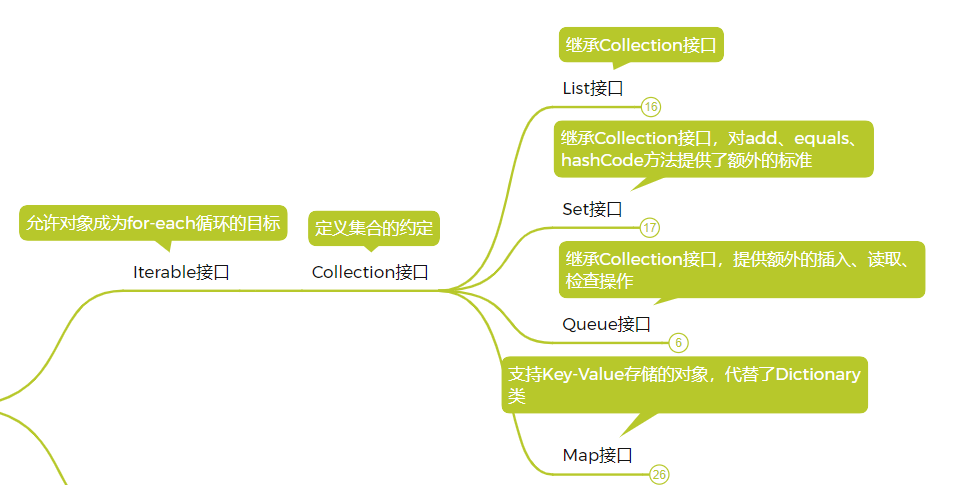 继承Collection接口
List接口
16
继承Collection接口，对add、equals、
hashCode方法提供了额外的标准
Set接口
17
允许对象成为for-each循环的目标
Iterable接口
定义集合的约定
Collection接口
继承Collection接口，提供额外的插入、读取、
检查操作
Queue接口
6
支持Key-Value存储的对象，代替了Dictionary
类
Map接口
26